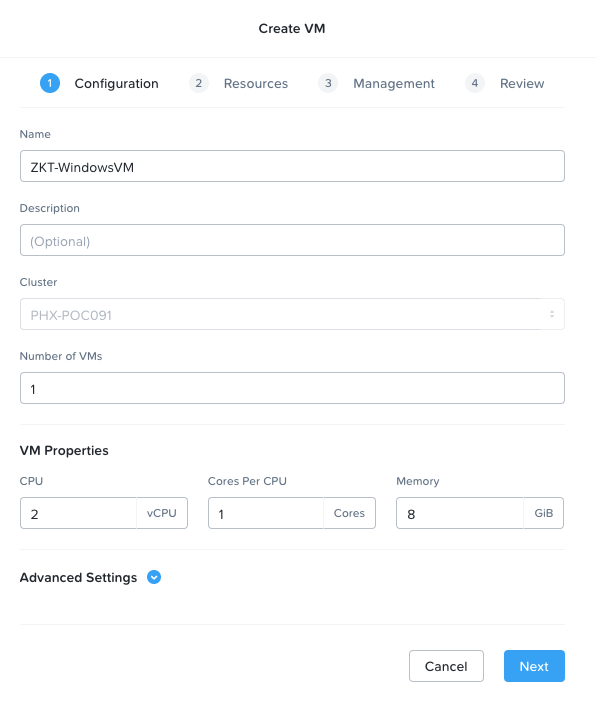 Create VM
1 Configuration 2 Resources 3 Management 4 Review
Name
ZKT-WindowsVM
Description
(Optional)
Cluster
PHX-POC091
Number of VMs
1
VM Properties
CPU Cores Per CPU Memory
2 vCPU 1 Cores 8 GiB
Advanced Settings
Cancel Next